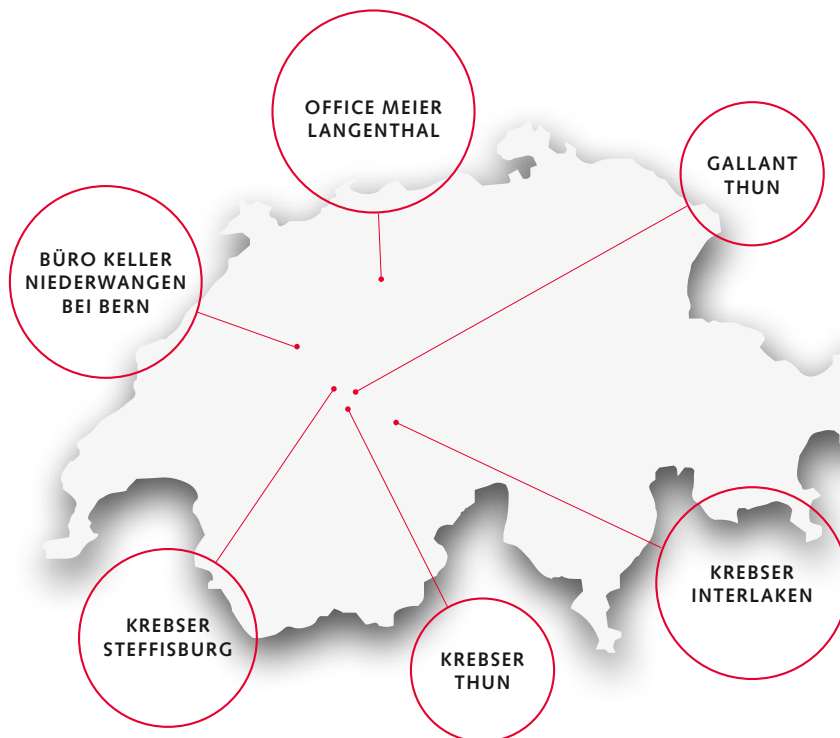 OFFICE MEIER
LANGENTHAL
GALLANT
THUN
BÜRO KELLER
NIEDERWANGEN
BEI BERN
KREBSER
INTERLAKEN
KREBSER
STEFFISBURG
KREBSER
THUN